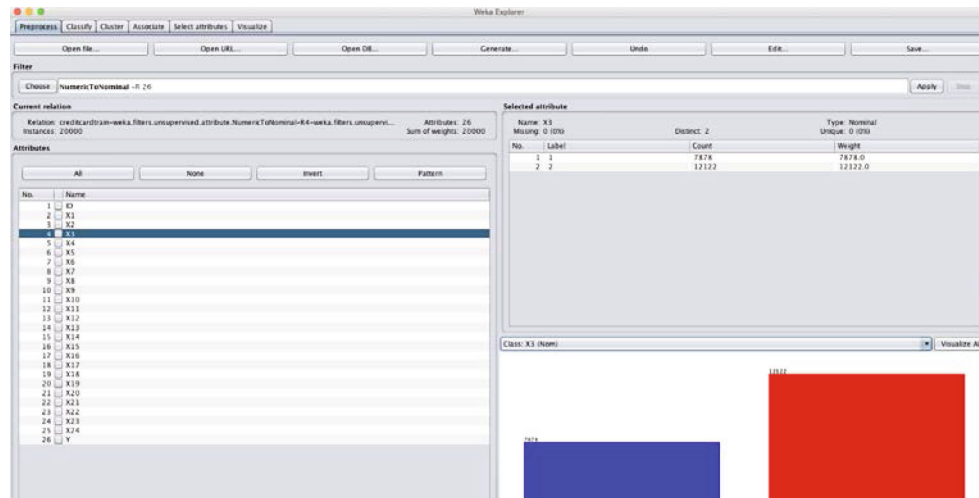 Weka Explorer
Preprocess Classify Cluster Associate Select attributes Visualize
Open file... Open URL... Open DB... Generate... Undo Edit... Save...
Filter
Choose NumericToNominal -R 26 Apply Stop
Current relation
Relation: creditcardtrain-weka.filters.unsupervised.attribute.NumericToNominal-R4-weka.filters.unsupervi... Attributes: 26
Instances: 20000 Sum of weights: 20000
Attributes
All None Invert Pattern
No. Name
1 ID
2 X1
3 X2
4 X3
5 X4
6 X5
7 X6
8 X7
9 X8
10 X9
11 X10
12 X11
13 X12
14 X13
15 X14
16 X15
17 X16
18 X17
19 X18
20 X19
21 X20
22 X21
23 X22
24 X23
25 X24
26 Y
Selected attribute
Name: X3 Type: Nominal
Missing: 0 (0%) Distinct: 2 Unique: 0 (0%)
No. Label Count Weight
1 1 7878 7878.0
2 2 12122 12122.0
Class: X3 (Nom) Visualize Al
7878
12122